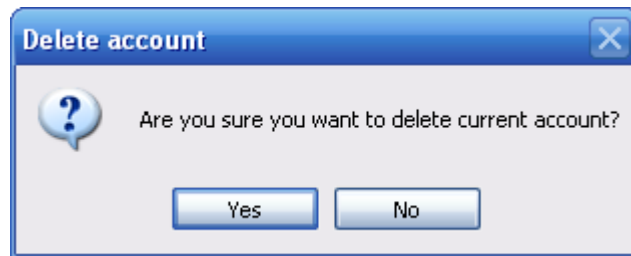 Delete account
Are you sure you want to delete current account?
Yes No